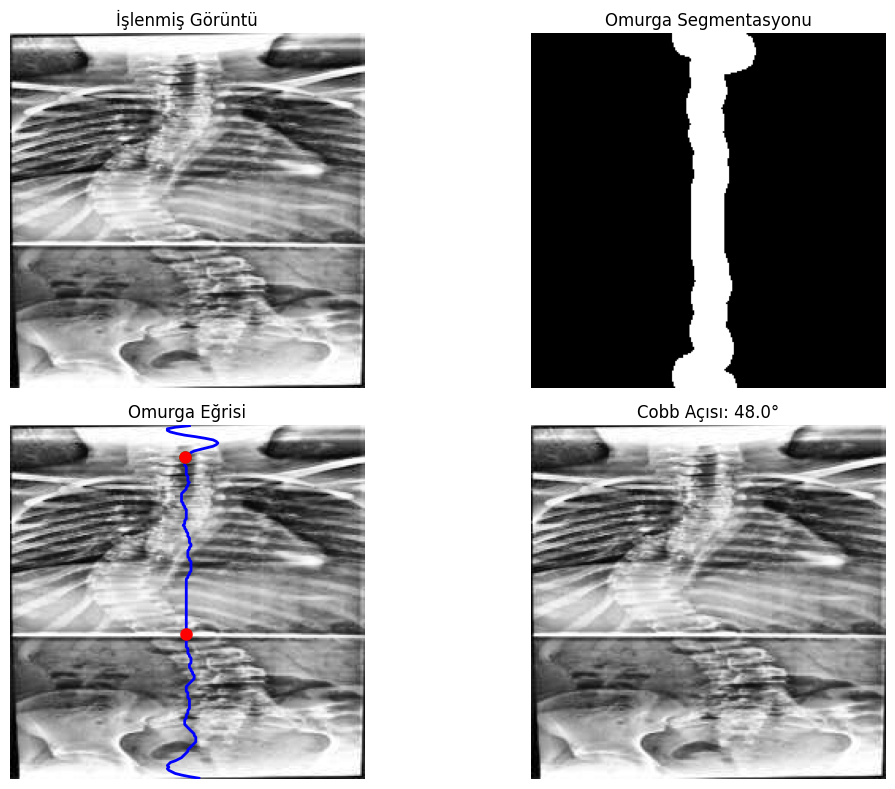 İşlenmiş Görüntü
Omurga Segmentasyonu
Omurga Eğrisi
Cobb Açısı: 48.0°